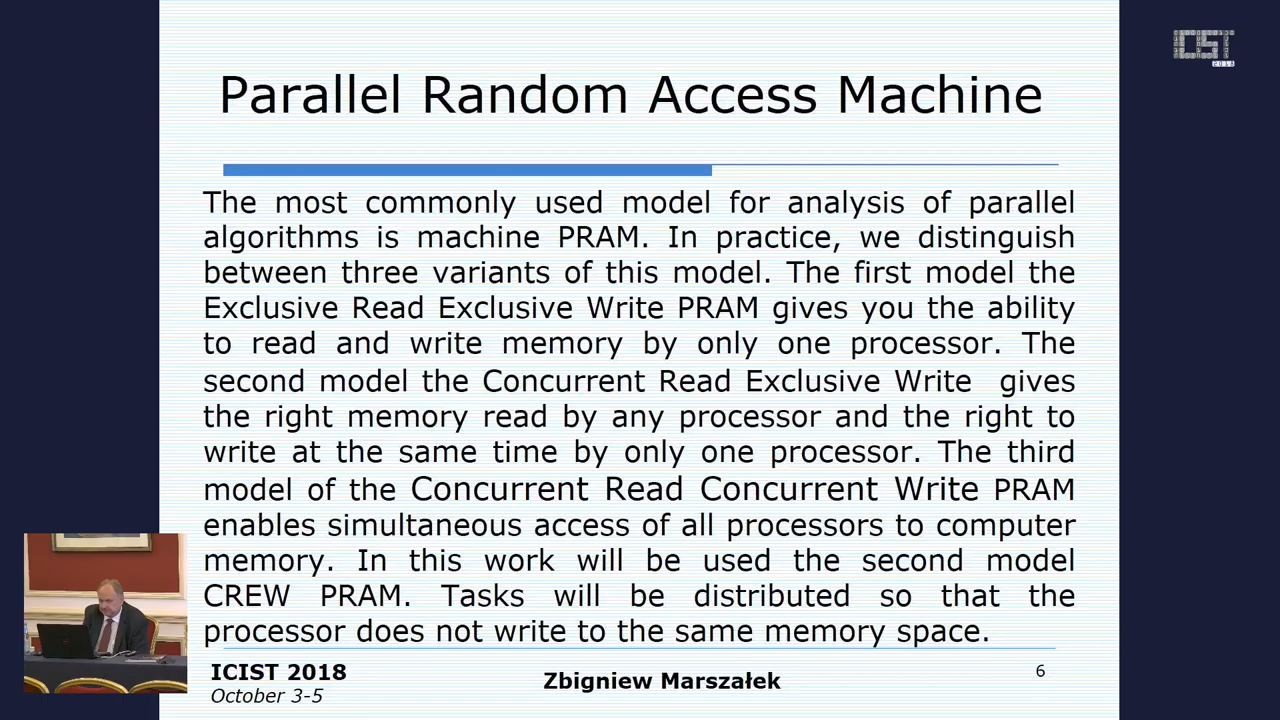 ICIST
2018
Parallel Random Access Machine
The most commonly used model for analysis of parallel
algorithms is machine PRAM. In practice, we distinguish
between three variants of this model. The first model the
Exclusive Read Exclusive Write PRAM gives you the ability
to read and write memory by only one processor. The
second model the Concurrent Read Exclusive Write gives
the right memory read by any processor and the right to
write at the same time by only one processor. The third
model of the Concurrent Read Concurrent Write PRAM
enables simultaneous access of all processors to computer
memory. In this work will be used the second model
CREW PRAM. Tasks will be distributed so that the
processor does not write to the same memory space.
ICIST 2018
October 3-5
Zbigniew Marszałek
6